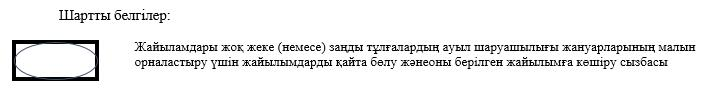 Шартты белгілер:
Жайыламдары жоқ жеке (немесе) заңды тұлғалардың ауыл шаруашылығы жануарларының малын
орналастыру үшін жайылымдарды қайта бөлу жәнеоны берілген жайылымға көшіру сызбасы